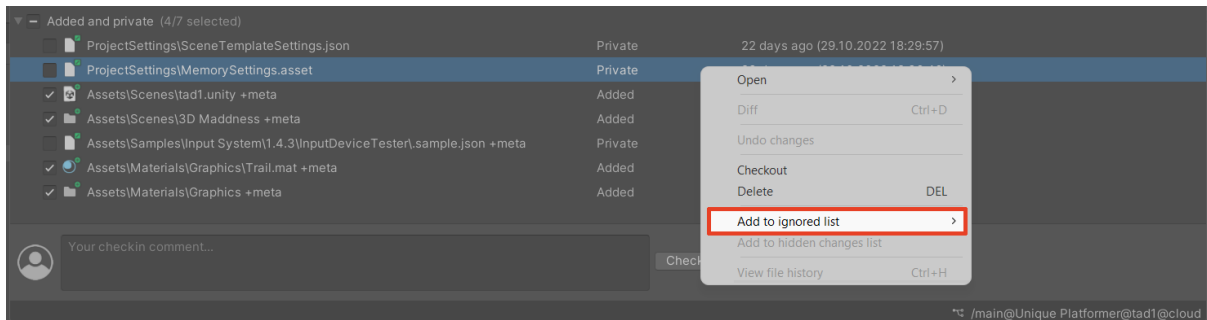 Added and private (4/7 selected)
ProjectSettings\SceneTemplateSettings.json Private 22 days ago (29.10.2022 18:29:57)
ProjectSettings\MemorySettings.asset Private
Open
Assets\Scenes\tad1.unity +meta Added
Diff Ctrl+D
Assets\Scenes\3D Maddness +meta Added
Undo changes
Assets\Samples\Input System\1.4.3\InputDeviceTester\.sample.json +meta Private
Assets\Materials\Graphics\Trail.mat +meta Added
Checkout
Assets\Materials\Graphics +meta Added
Delete DEL
Add to ignored list
Your checkin comment...
Add to hidden changes list
Check
View file history Ctrl+H
/main@Unique Platformer@tad1@cloud